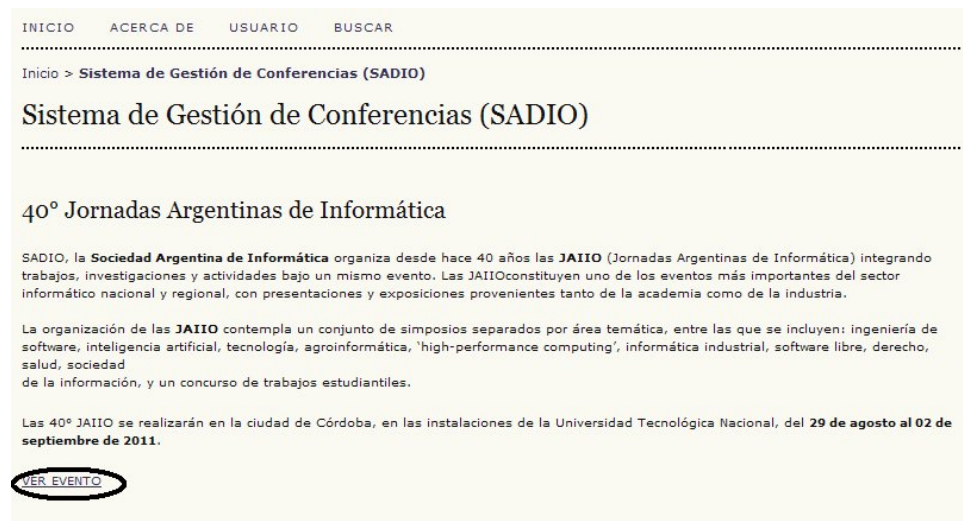 INICIO ACERCA DE USUARIO BUSCAR
Inicio > Sistema de Gestión de Conferencias (SADIO)
Sistema de Gestión de Conferencias (SADIO)
40° Jornadas Argentinas de Informática
SADIO, la Sociedad Argentina de Informática organiza desde hace 40 años las JAIIO (Jornadas Argentinas de Informática) integrando
trabajos, investigaciones y actividades bajo un mismo evento. Las JAIIOconstituyen uno de los eventos más importantes del sector
informático nacional y regional, con presentaciones y exposiciones provenientes tanto de la academia como de la industria.
La organización de las JAIIO contempla un conjunto de simposios separados por área temática, entre las que se incluyen: ingeniería de
software, inteligencia artificial, tecnología, agroinformática, ‘high-performance computing’, informática industrial, software libre, derecho,
salud, sociedad
de la información, y un concurso de trabajos estudiantiles.
Las 40º JAIIO se realizarán en la ciudad de Córdoba, en las instalaciones de la Universidad Tecnológica Nacional, del 29 de agosto al 02 de
septiembre de 2011.
VER EVENTO